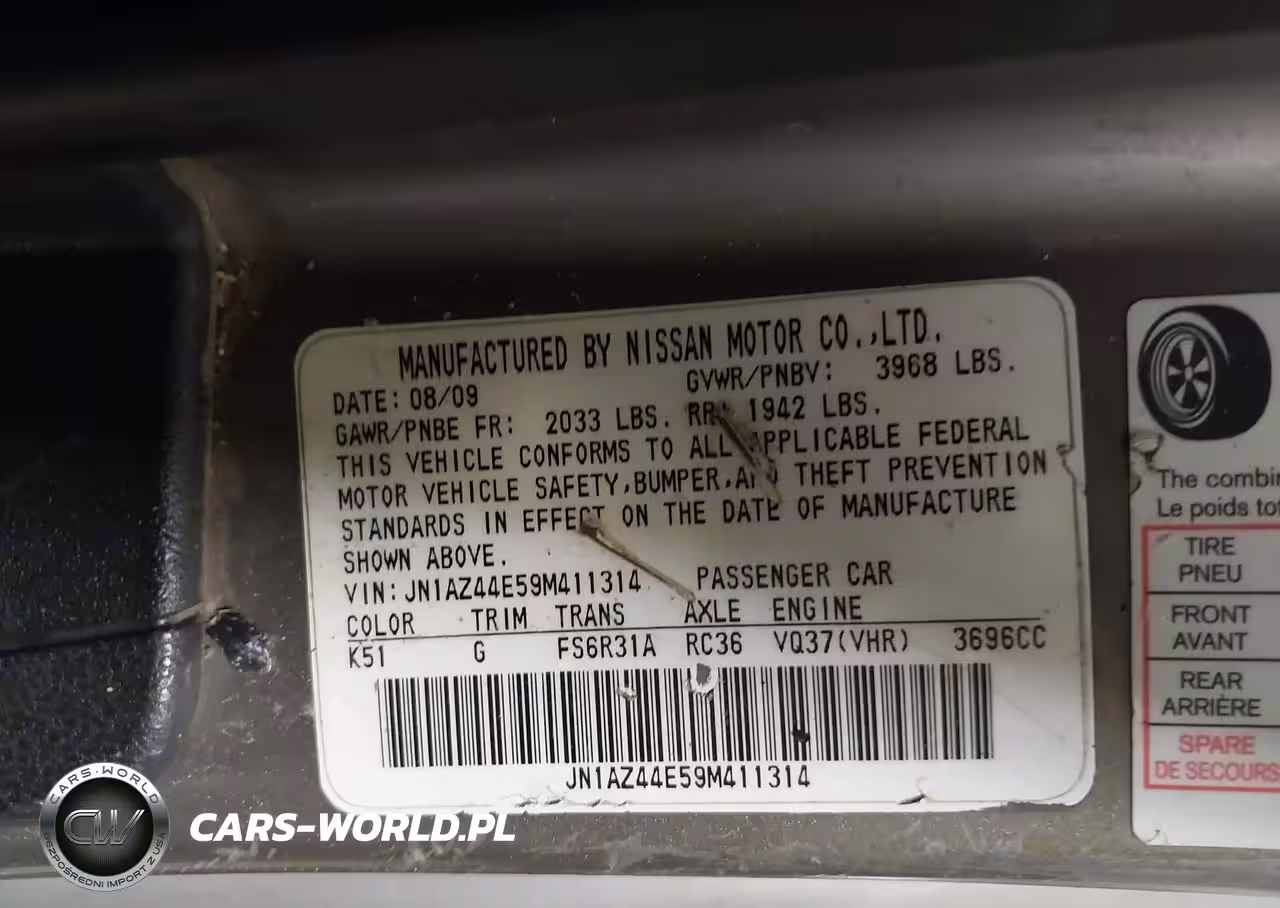 MANUFACTURED BY NISSAN MOTOR CO.,LTD.
DATE: 08/09 GVWR/PNBV: 3968 LBS.
GAWR/PNBE FR: 2033 LBS. RR: 1942 LBS.
THIS VEHICLE CONFORMS TO ALL APPLICABLE FEDERAL
MOTOR VEHICLE SAFETY,BUMPER,AND THEFT PREVENTION
STANDARDS IN EFFECT ON THE DATE OF MANUFACTURE
SHOWN ABOVE.
VIN: JN1AZ44E59M411314 PASSENGER CAR
COLOR TRIM TRANS AXLE ENGINE
K51 G FS6R31A RC36 VQ37(VHR) 3696CC
JN1AZ44E59M411314
The combin
Le poids tot
TIRE
PNEU
FRONT
AVANT
REAR
ARRIÈRE
SPARE
DE SECOURS
CARS-WORLD
CW
BEZPOŚREDNI IMPORT Z USA
CARS-WORLD.PL